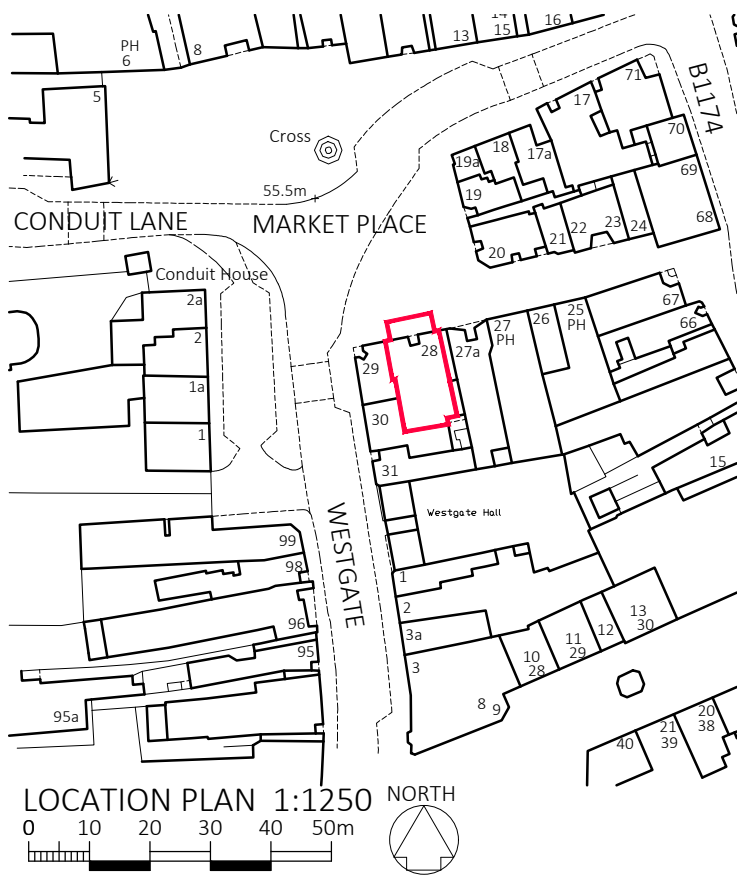 14
15
16
13
PH
6
8
71
17
B1174
5
Cross
18
17a
70
19a
19
69
55.5m
CONDUIT LANE
MARKET PLACE
68
20
21
22
23
24
Conduit House
2a
67
25
PH
26
27
PH
66
2
28
27a
29
1a
30
1
31
15
Westgate Hall
WESTGATE
99
98
1
2
13
30
96
3a
12
11
29
95
3
10
28
8
9
95a
20
38
21
39
40
LOCATION PLAN 1:1250
NORTH
0 10 20 30 40 50m